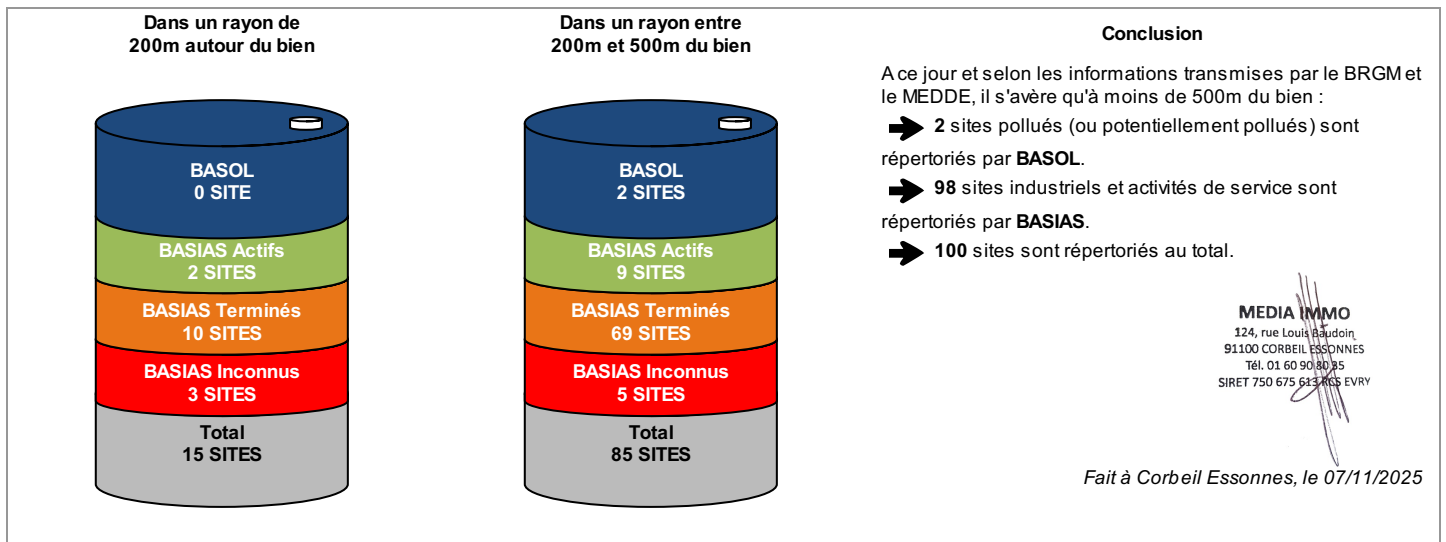 Dans un rayon de
200m autour du bien
BASOL
0 SITE
BASIAS Actifs
2 SITES
BASIAS Terminés
10 SITES
BASIAS Inconnus
3 SITES
Total
15 SITES
Dans un rayon entre
200m et 500m du bien
BASOL
2 SITES
BASIAS Actifs
9 SITES
BASIAS Terminés
69 SITES
BASIAS Inconnus
5 SITES
Total
85 SITES
Conclusion
A ce jour et selon les informations transmises par le BRGM et
le MEDDE, il s'avère qu'à moins de 500m du bien :
2 sites pollués (ou potentiellement pollués) sont
répertoriés par BASOL.
98 sites industriels et activités de service sont
répertoriés par BASIAS.
100 sites sont répertoriés au total.
MEDIA IMMO
124, rue Louis Baudoin
91100 CORBEIL ESSONNES
Tél. 01 60 90 80 85
SIRET 750 675 613 RCS EVRY
Fait à Corbeil Essonnes, le 07/11/2025